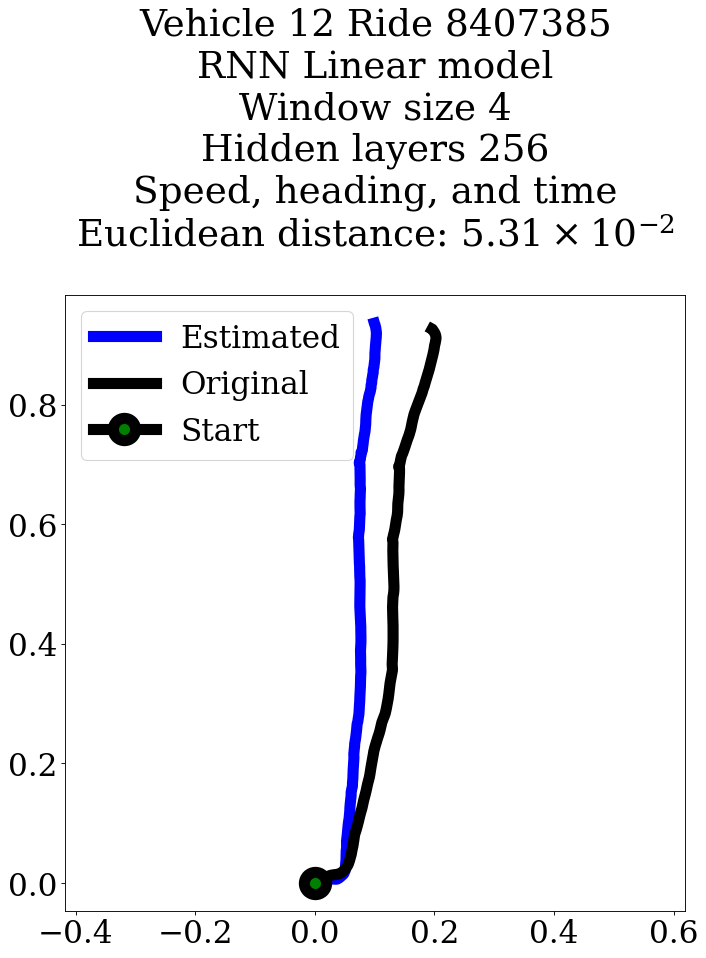 Vehicle 12 Ride 8407385
RNN Linear model
Window size 4
Hidden layers 256
Speed, heading, and time
Euclidean distance: 5.31 × 10⁻²
Estimated
Original
Start
0.8
0.6
0.4
0.2
0.0
−0.4 −0.2 0.0 0.2 0.4 0.6